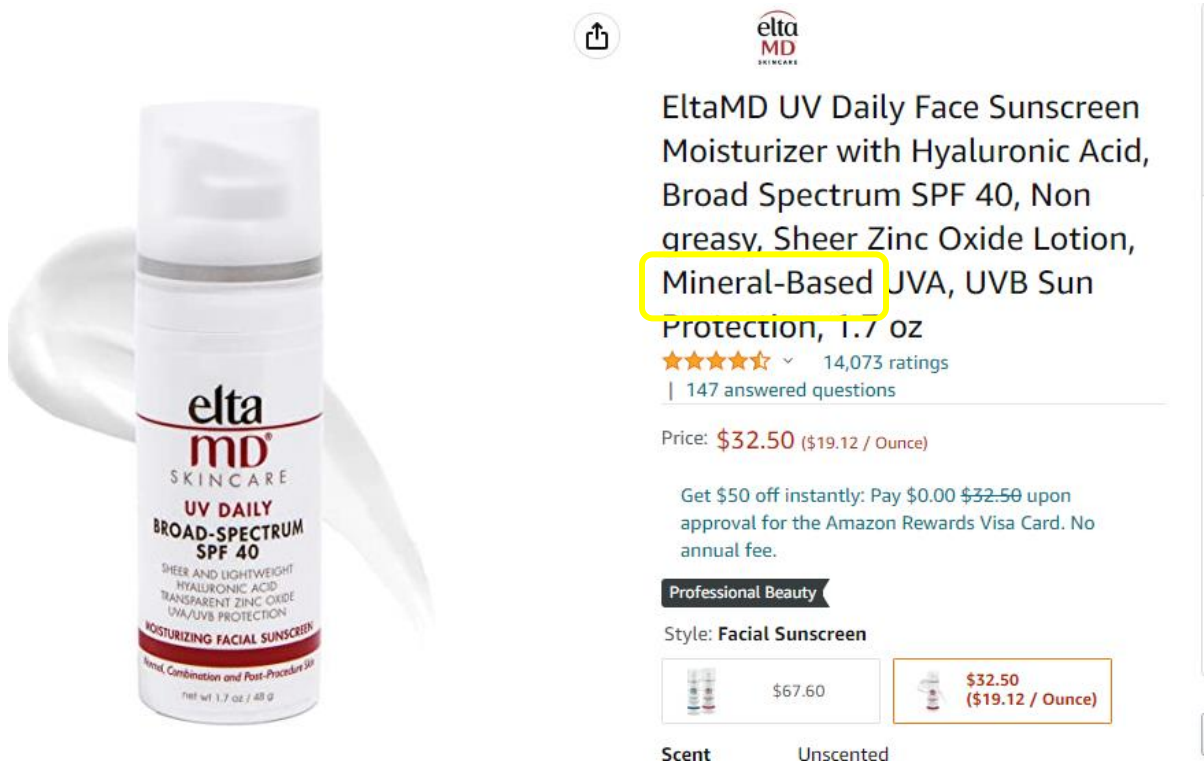 elta
MD
SKINCARE
EltaMD UV Daily Face Sunscreen
Moisturizer with Hyaluronic Acid,
Broad Spectrum SPF 40, Non
greasy, Sheer Zinc Oxide Lotion,
Mineral-Based UVA, UVB Sun
Protection, 1.7 oz
14,073 ratings
| 147 answered questions
Price: $32.50 ($19.12 / Ounce)
Get $50 off instantly: Pay $0.00 $32.50 upon
approval for the Amazon Rewards Visa Card. No
annual fee.
Professional Beauty
Style: Facial Sunscreen
$67.60
$32.50
($19.12 / Ounce)
Scent Unscented
elta
MD®
SKINCARE
UV DAILY
BROAD-SPECTRUM
SPF 40
SHEER AND LIGHTWEIGHT
HYALURONIC ACID
TRANSPARENT ZINC OXIDE
UVA/UVB PROTECTION
MOISTURIZING FACIAL SUNSCREEN
Normal, Combination and Post-Procedure Skin
net wt 1.7 oz / 48 g